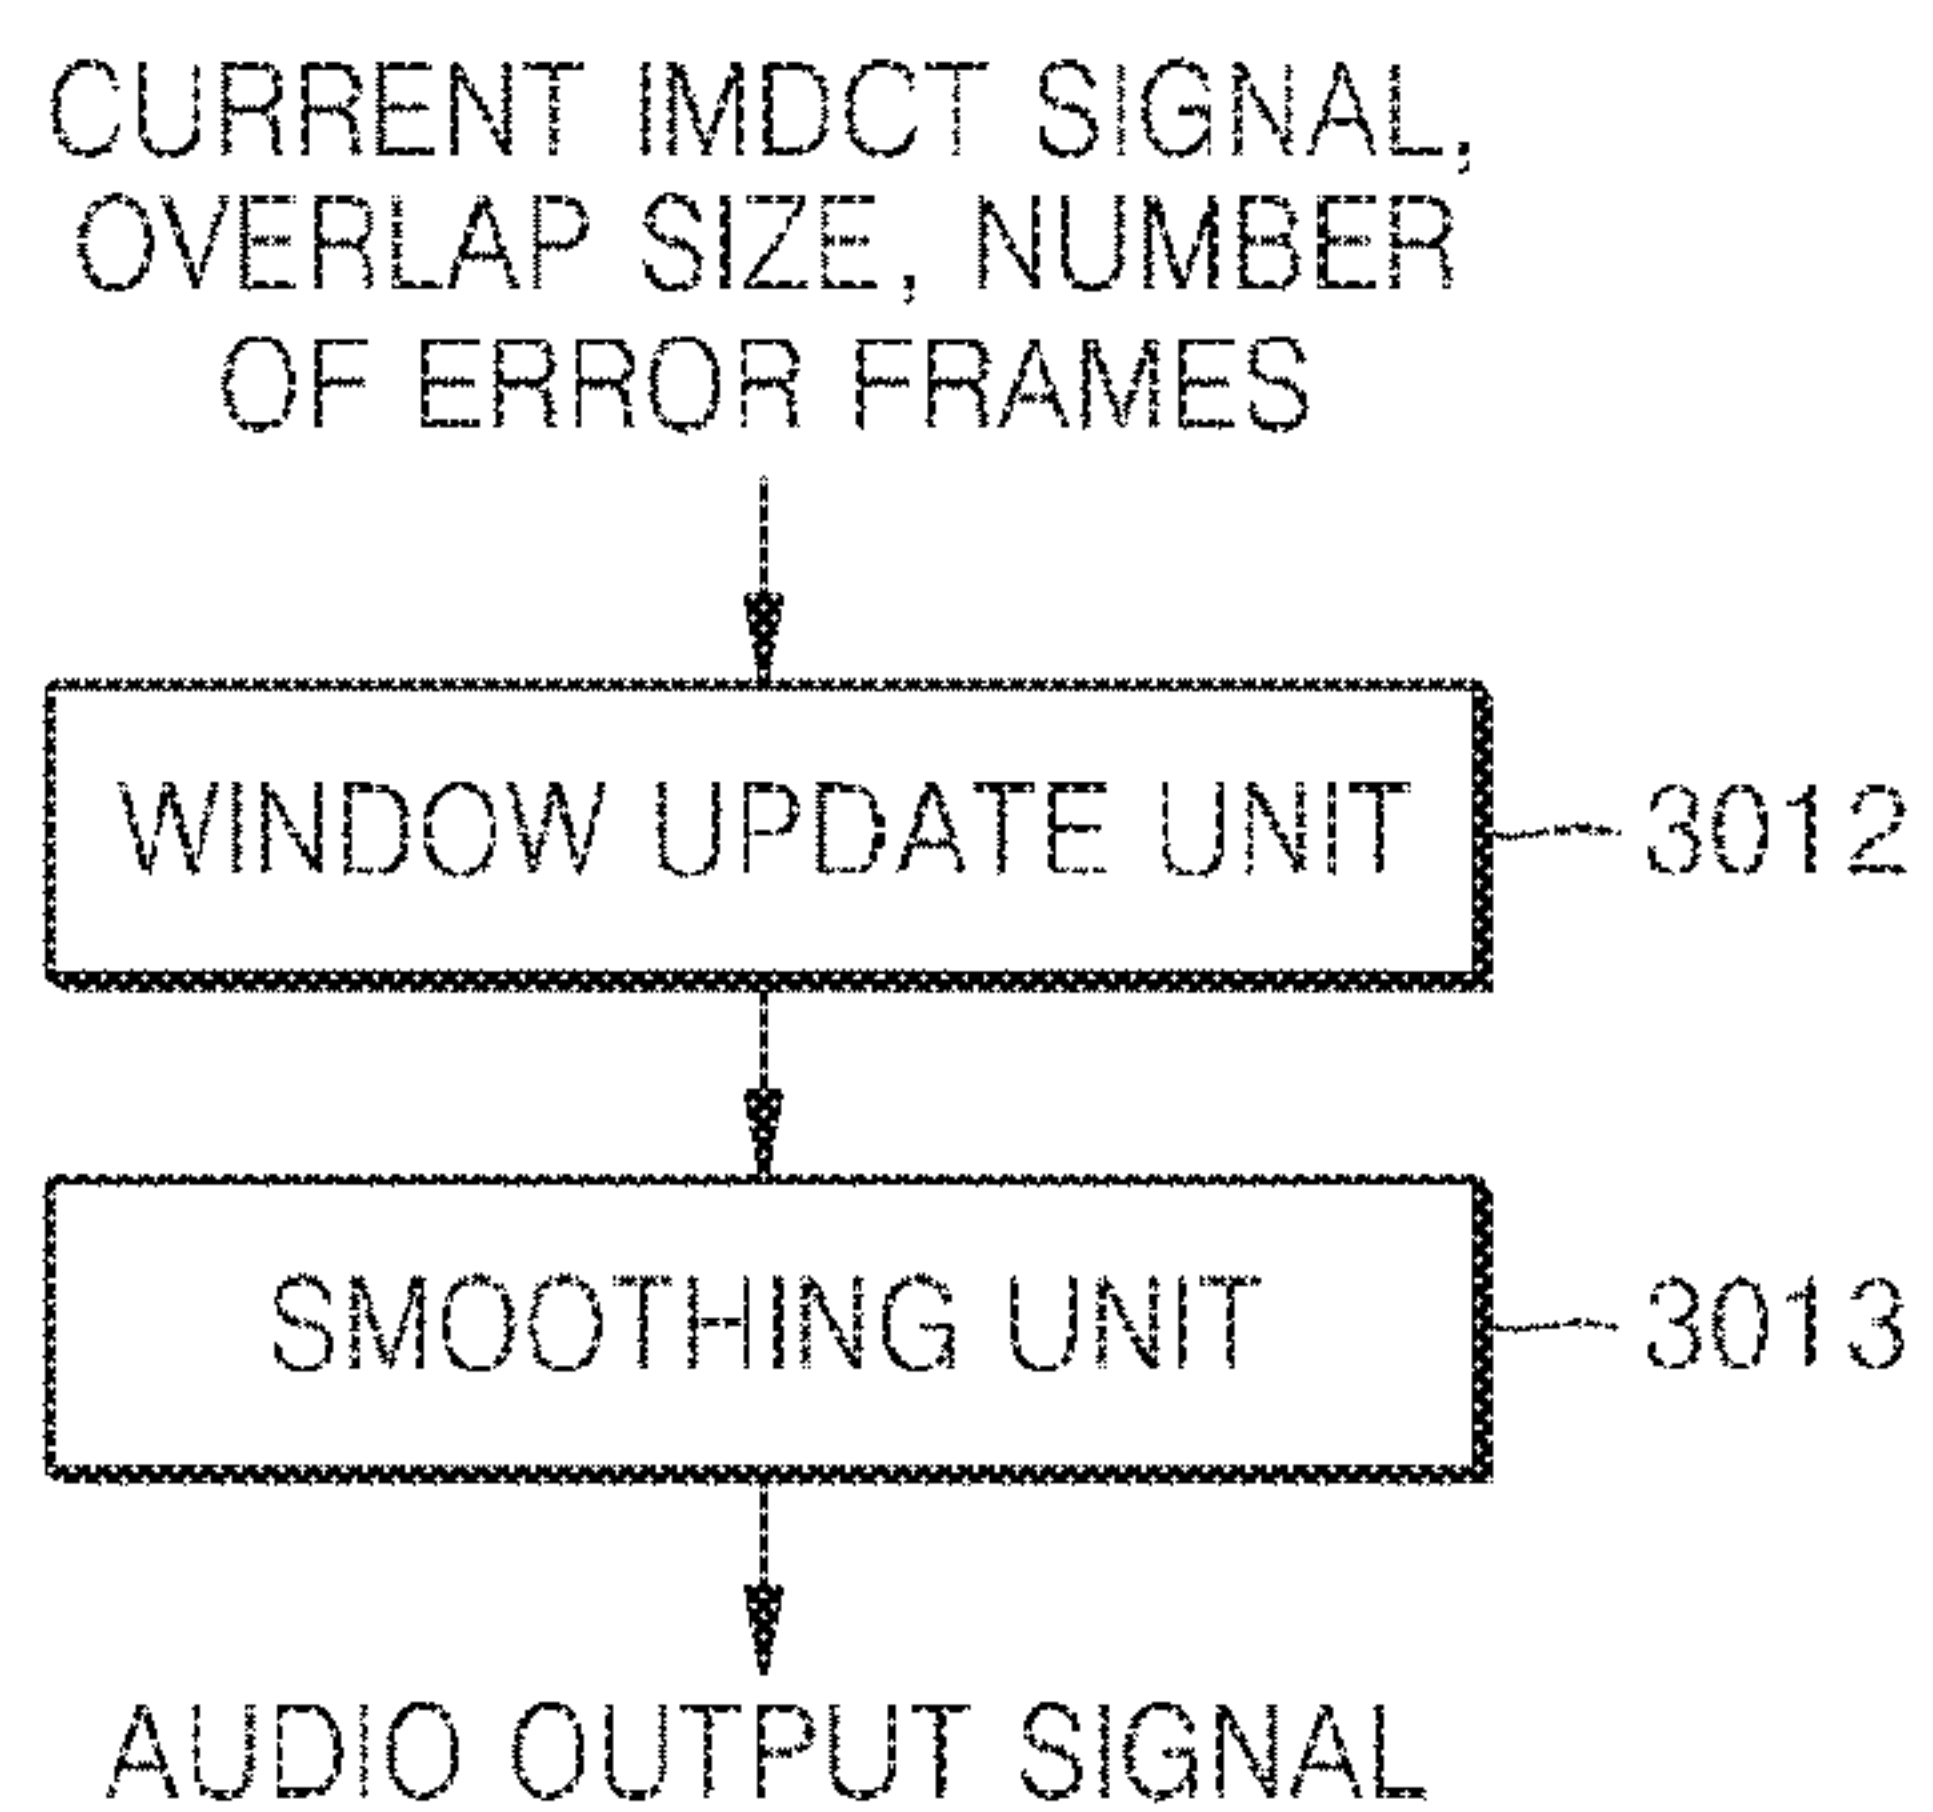 CURRENT IMDCT SIGNAL,
OVERLAP SIZE, NUMBER
OF ERROR FRAMES
WINDOW UPDATE UNIT
3012
SMOOTHING UNIT
3013
AUDIO OUTPUT SIGNAL